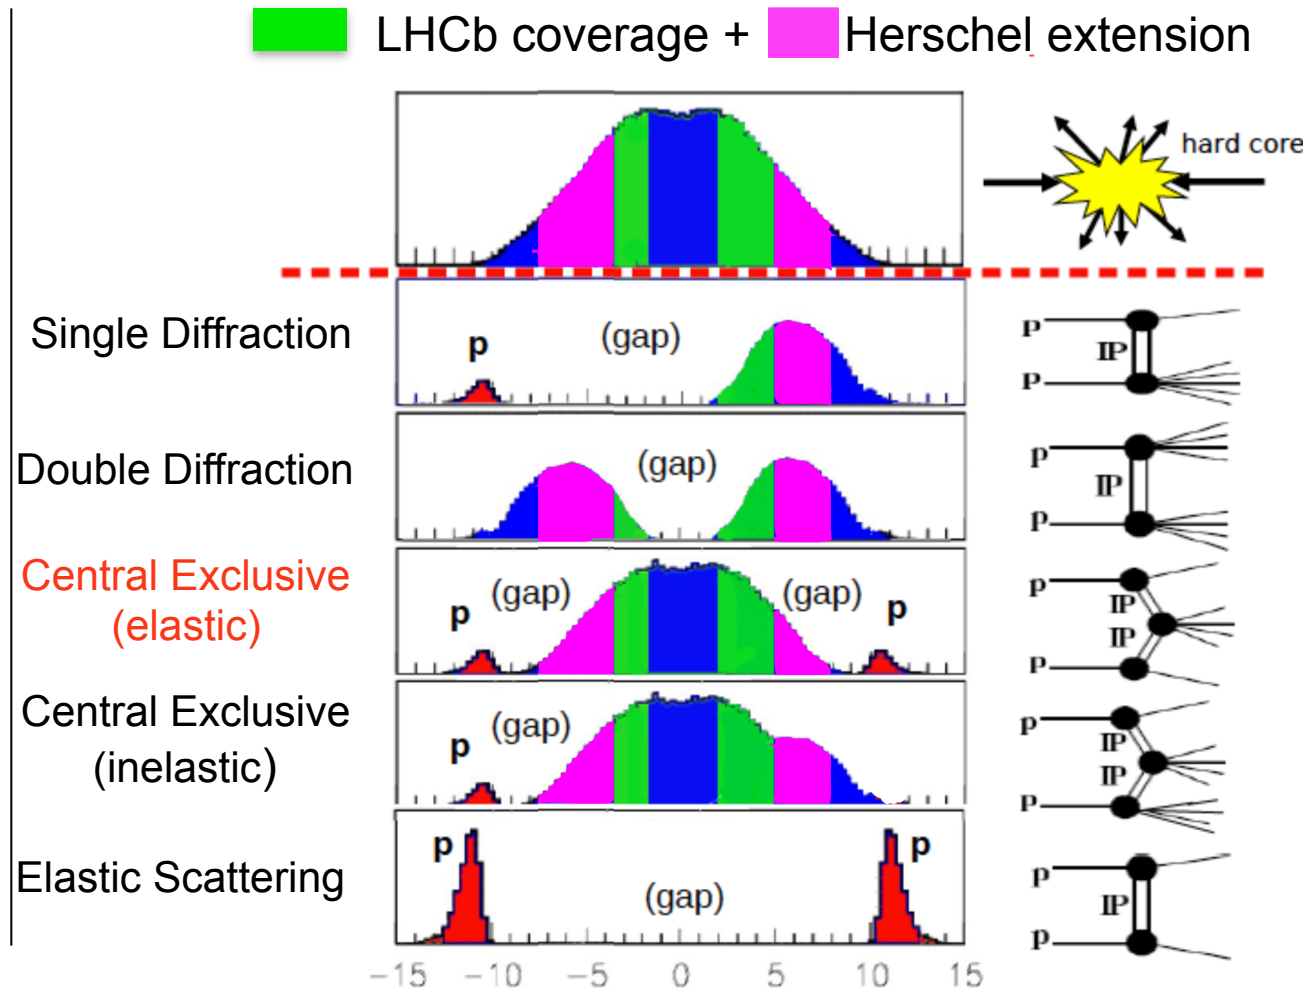 LHCb coverage + Herschel extension
hard core
Single Diffraction
p
(gap)
p
IP
p
Double Diffraction
(gap)
p
IP
p
Central Exclusive
(elastic)
p
(gap)
(gap)
p
p
IP
IP
p
Central Exclusive
(inelastic)
p
(gap)
p
IP
IP
p
Elastic Scattering
p
(gap)
p
p
IP
p
-15 -10 -5 0 5 10 15